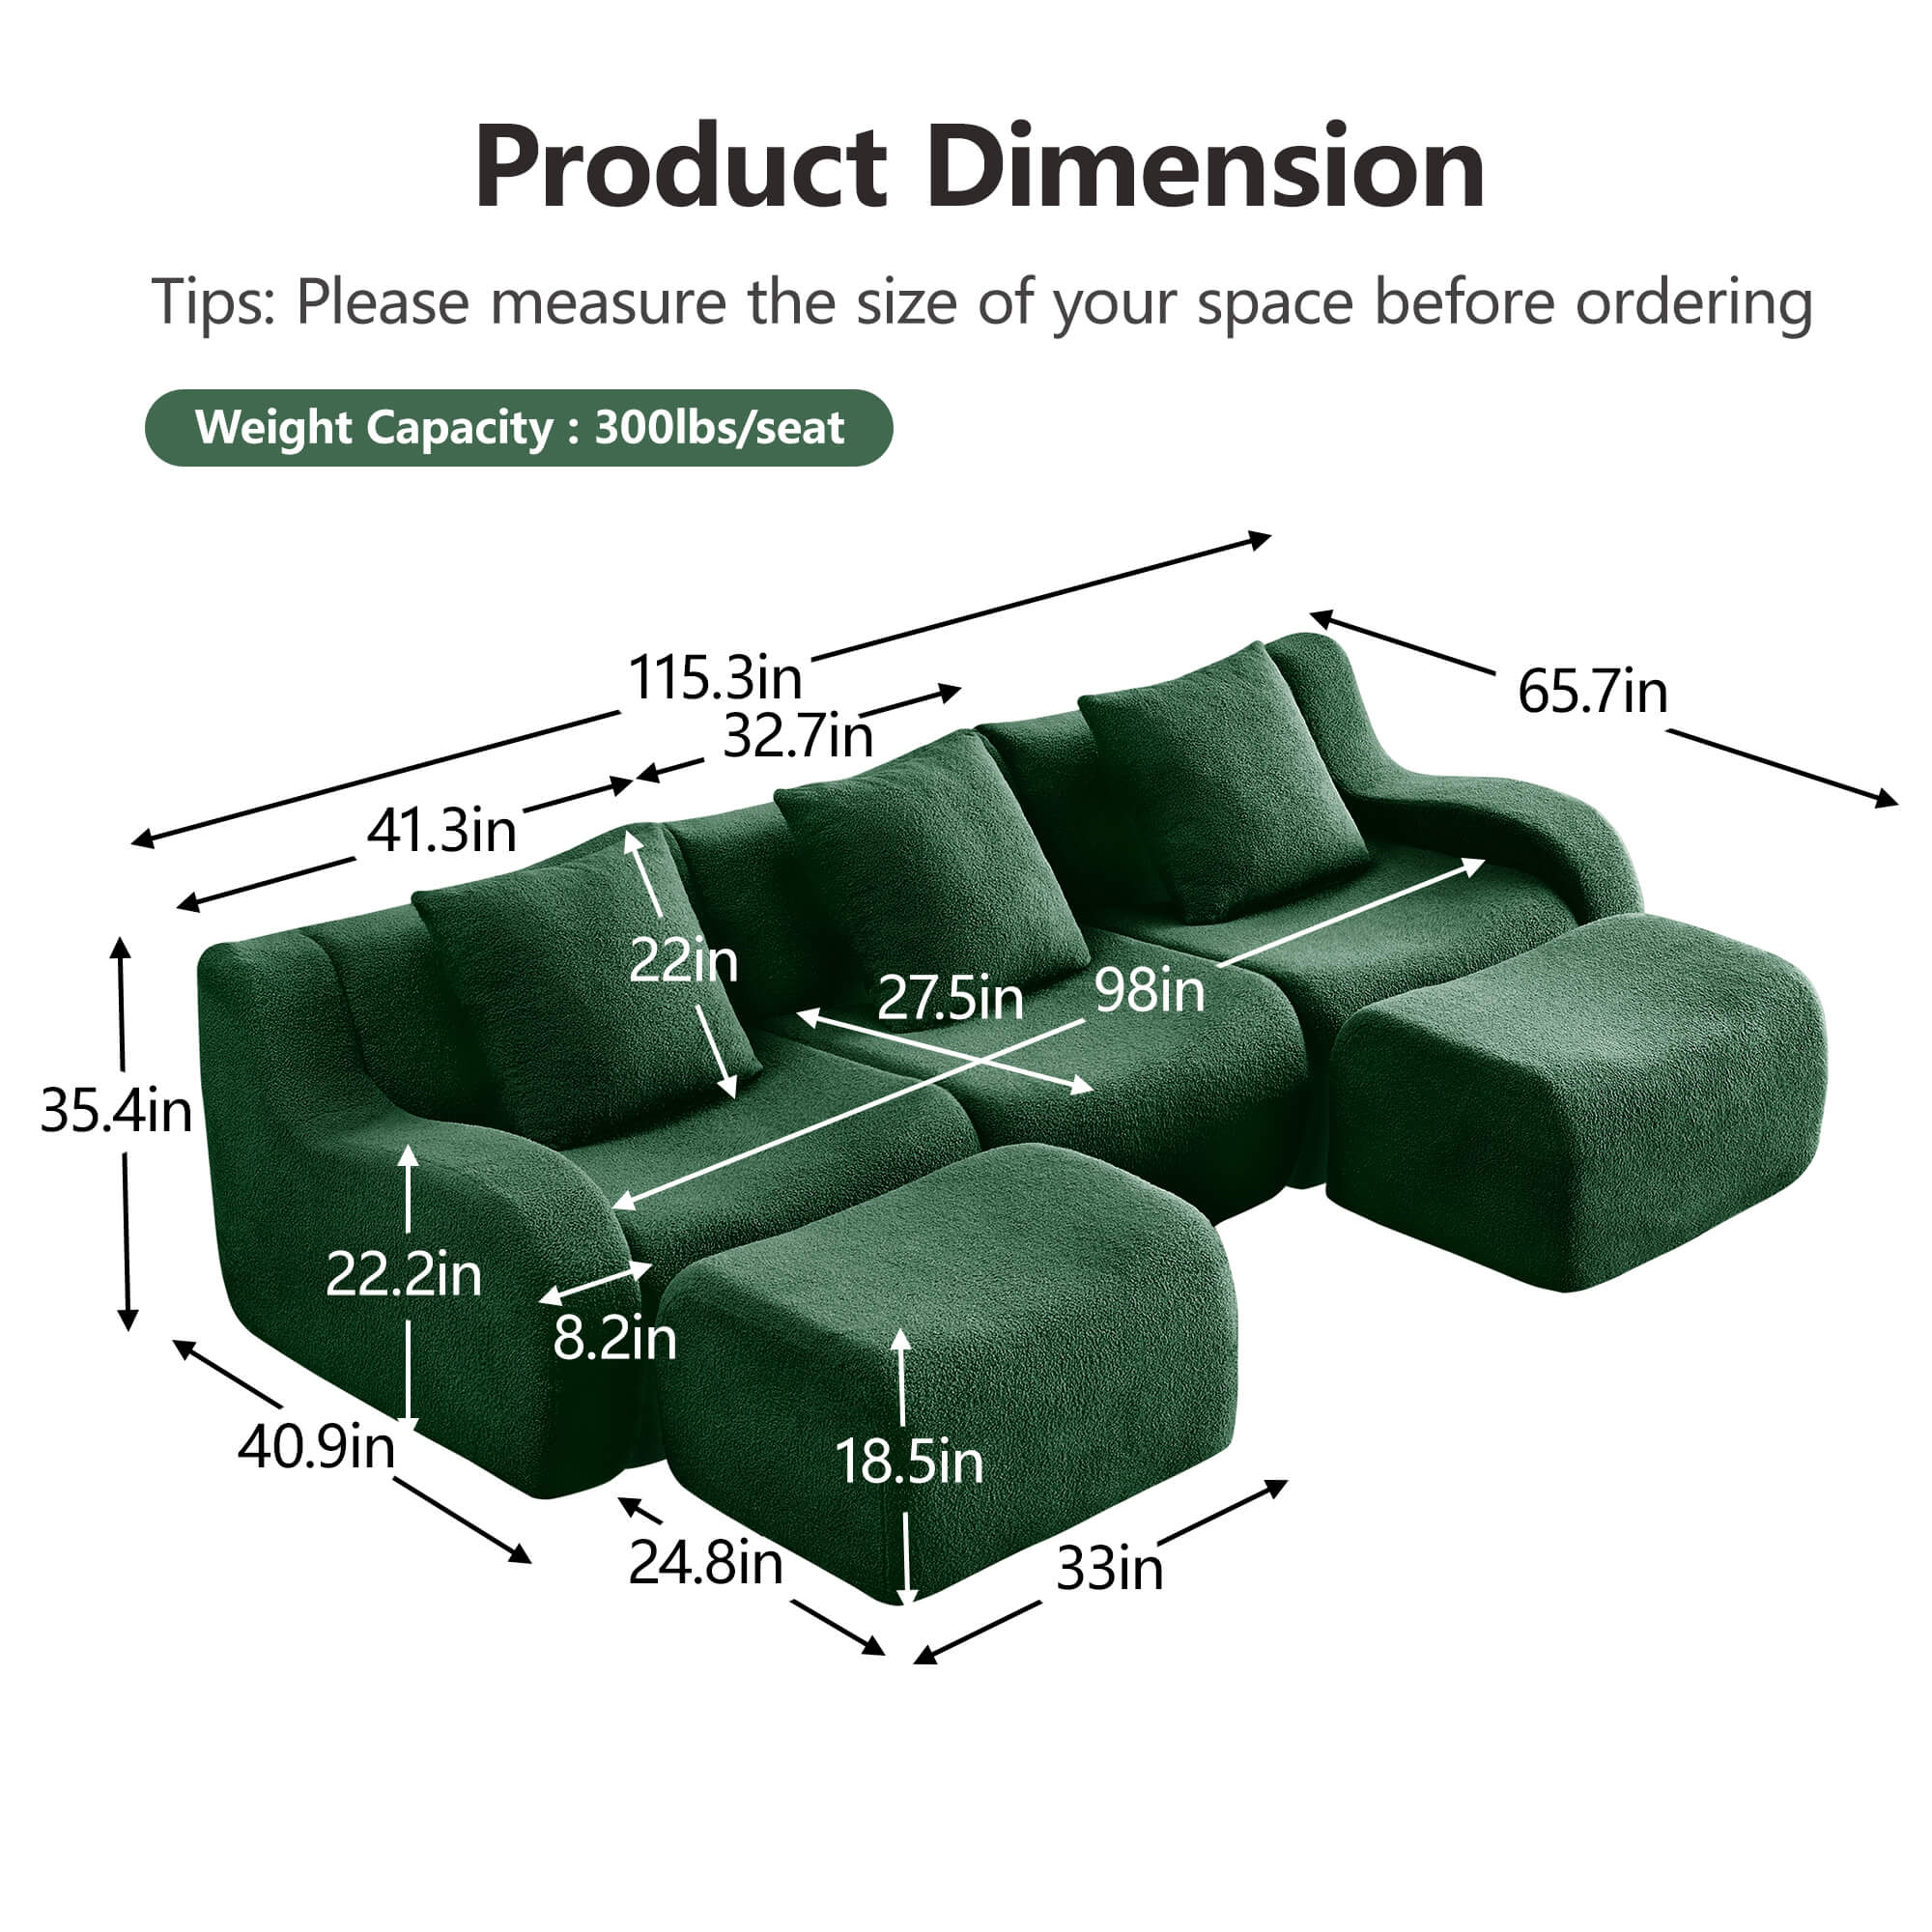 Product Dimension
Tips: Please measure the size of your space before ordering
Weight Capacity : 300lbs/seat
115.3in
65.7in
32.7in
41.3in
22in
27.5in
98in
35.4in
22.2in
8.2in
40.9in
18.5in
24.8in
33in